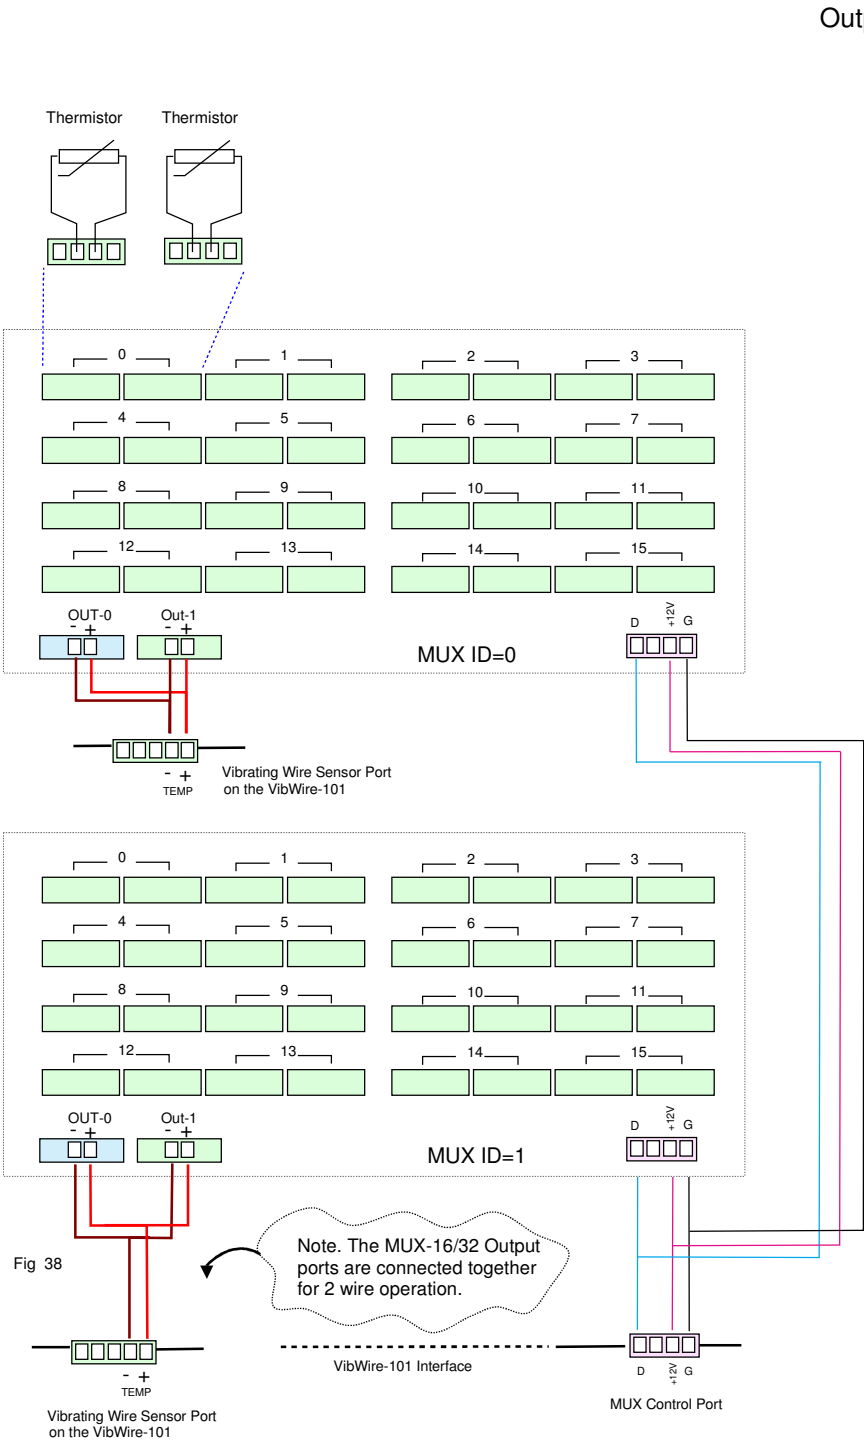 Out
Thermistor Thermistor
0 1 2 3
4 5 6 7
8 9 10 11
12 13 14 15
OUT-0 Out-1
- + - +
D +12V G
MUX ID=0
- +
TEMP
Vibrating Wire Sensor Port
on the VibWire-101
0 1 2 3
4 5 6 7
8 9 10 11
12 13 14 15
OUT-0 Out-1
- + - +
D +12V G
MUX ID=1
Note. The MUX-16/32 Output
ports are connected together
for 2 wire operation.
Fig 38
- +
TEMP
Vibrating Wire Sensor Port
on the VibWire-101
VibWire-101 Interface
D +12V G
MUX Control Port